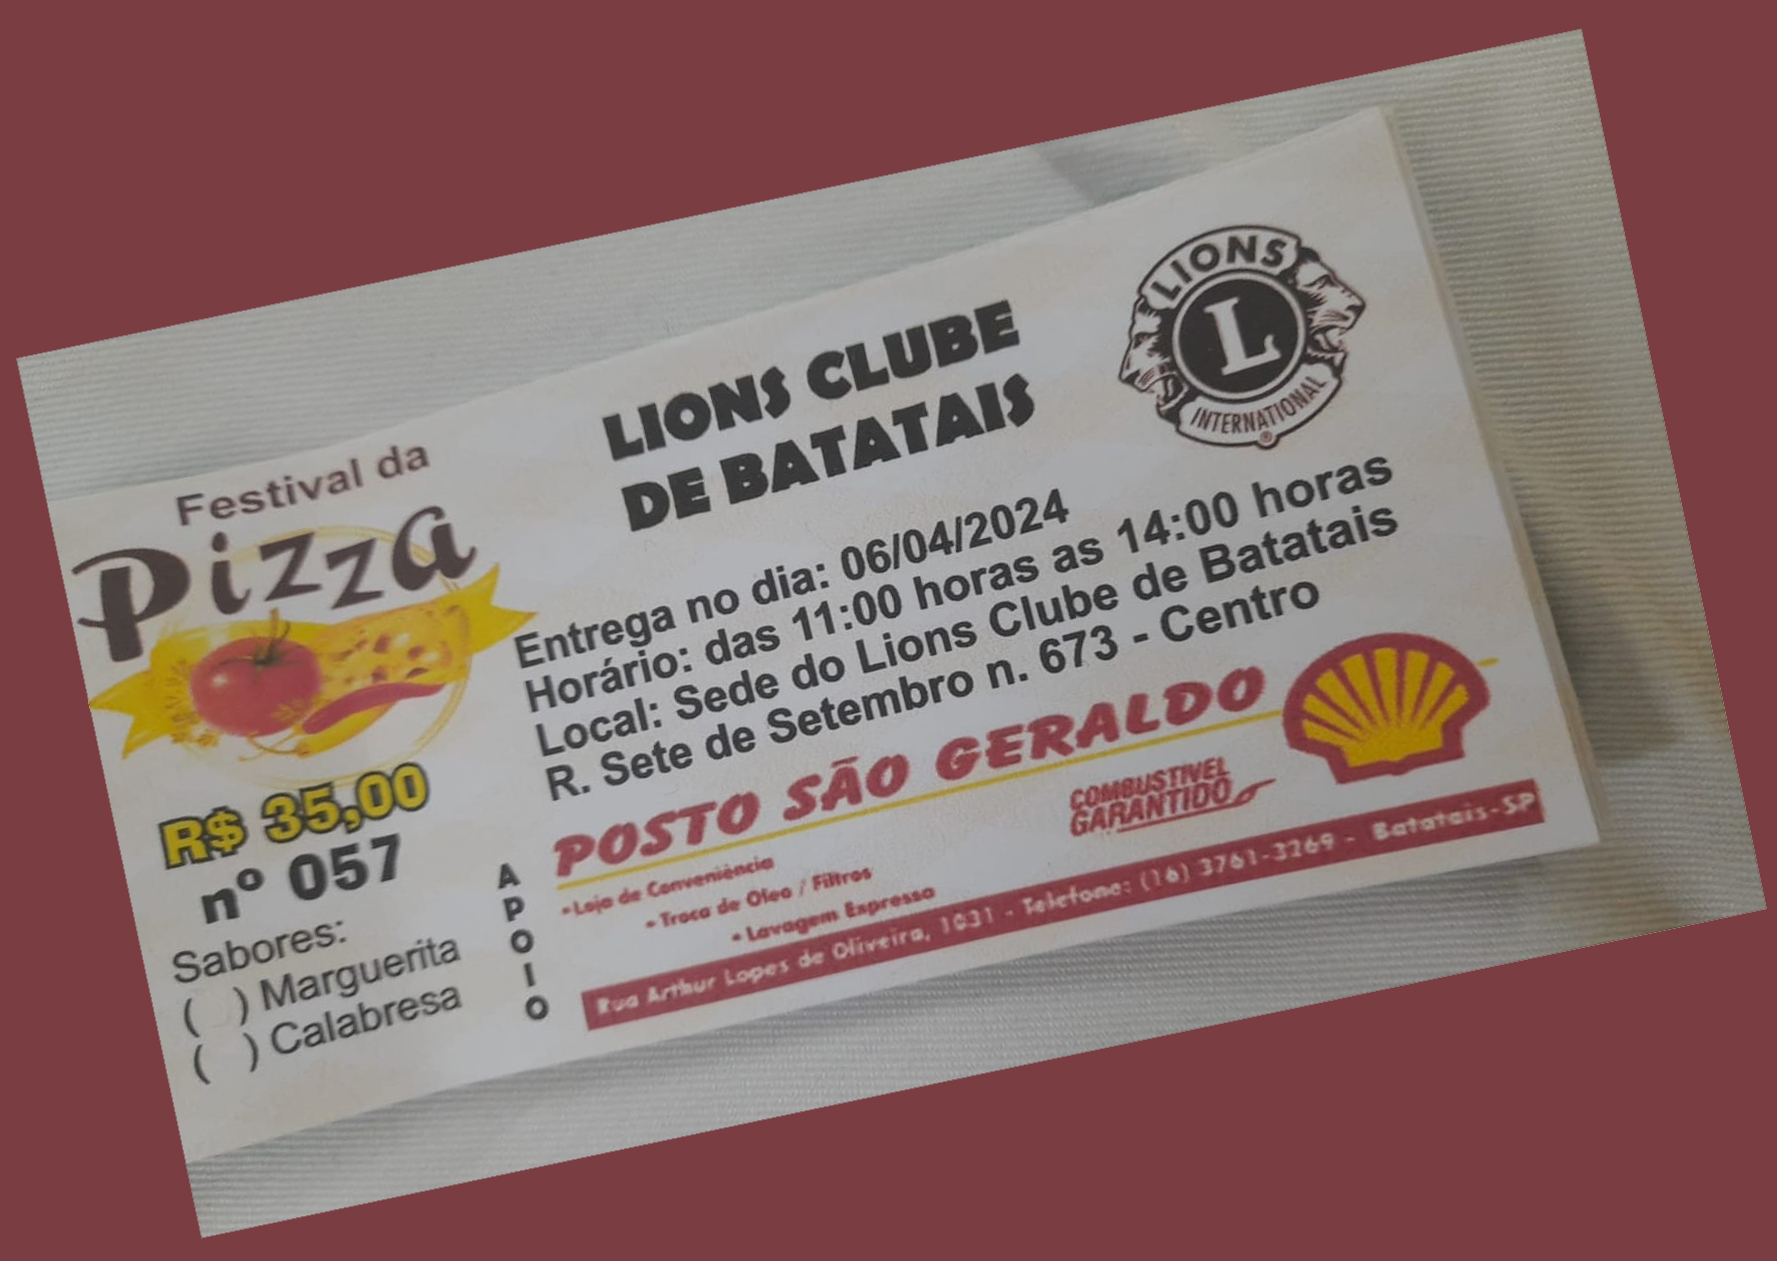 Festival da
Pizza
R$ 35,00
nº 057
Sabores:
( ) Marguerita
( ) Calabresa
LIONS CLUBE
DE BATATAIS
LIONS
L
INTERNATIONAL
®
Entrega no dia: 06/04/2024
Horário: das 11:00 horas as 14:00 horas
Local: Sede do Lions Clube de Batatais
R. Sete de Setembro n. 673 - Centro
APOIO
POSTO SÃO GERALDO
COMBUSTIVEL
GARANTIDO
•Loja de Conveniência
•Troca de Oleo / Filtros
•Lavagem Expressa
Rua Arthur Lopes de Oliveira, 1031 - Telefone: (16) 3761-3269 - Batatais-SP